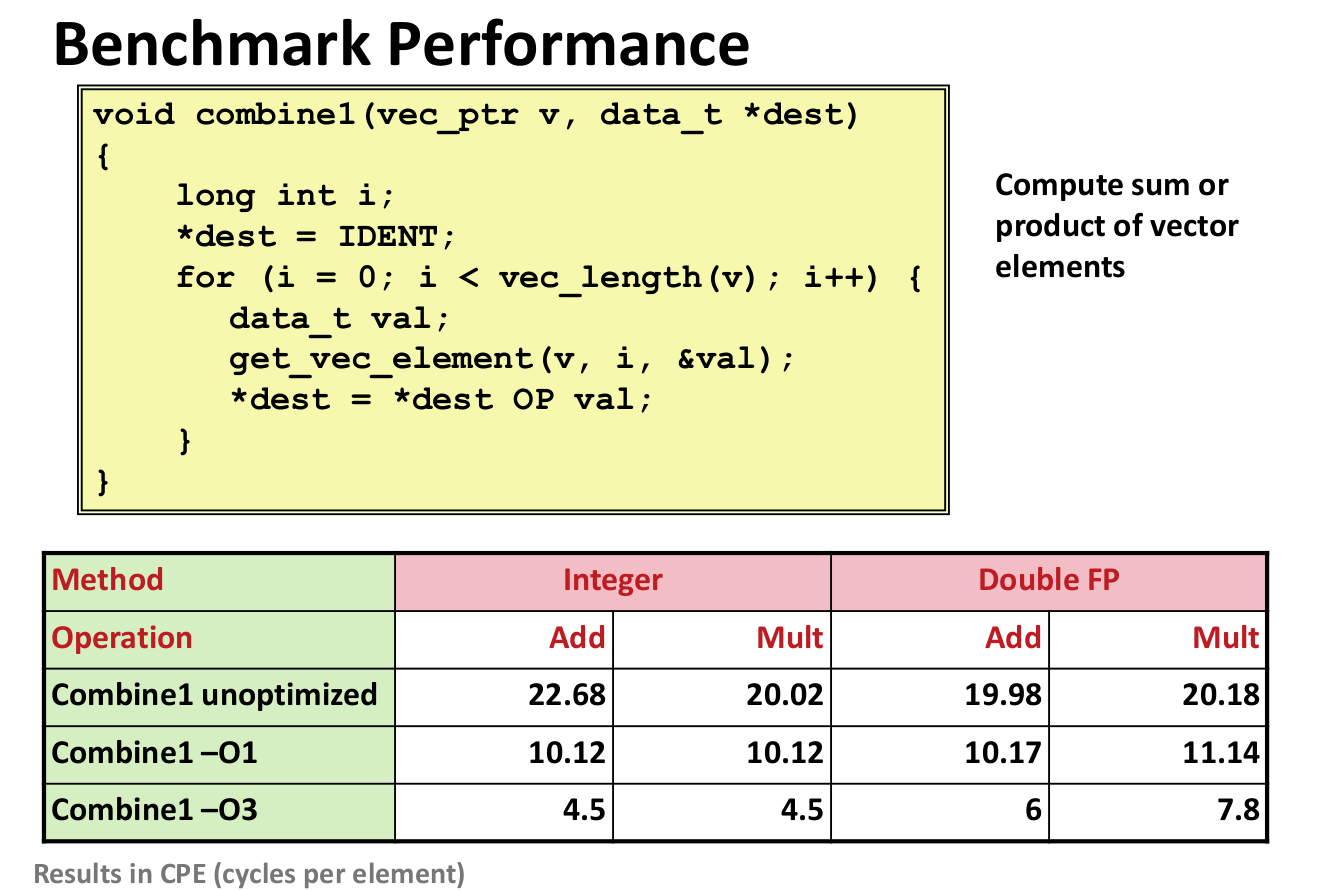 Benchmark Performance
void combine1(vec_ptr v, data_t *dest)
{
    long int i;
    *dest = IDENT;
    for (i = 0; i < vec_length(v); i++) {
      data_t val;
      get_vec_element(v, i, &val);
      *dest = *dest OP val;
    }
}
Compute sum or
product of vector
elements
Method Integer Double FP
Operation Add Mult Add Mult
Combine1 unoptimized 22.68 20.02 19.98 20.18
Combine1 –O1 10.12 10.12 10.17 11.14
Combine1 –O3 4.5 4.5 6 7.8
Results in CPE (cycles per element)